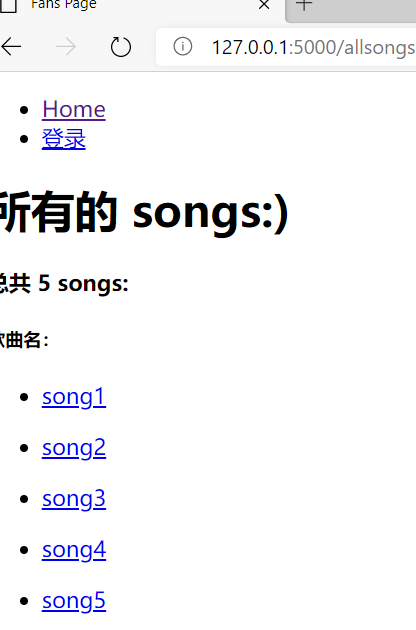 Fans Page
127.0.0.1:5000/allsongs
Home
登录
所有的 songs:)
总共 5 songs:
歌曲名:
song1
song2
song3
song4
song5